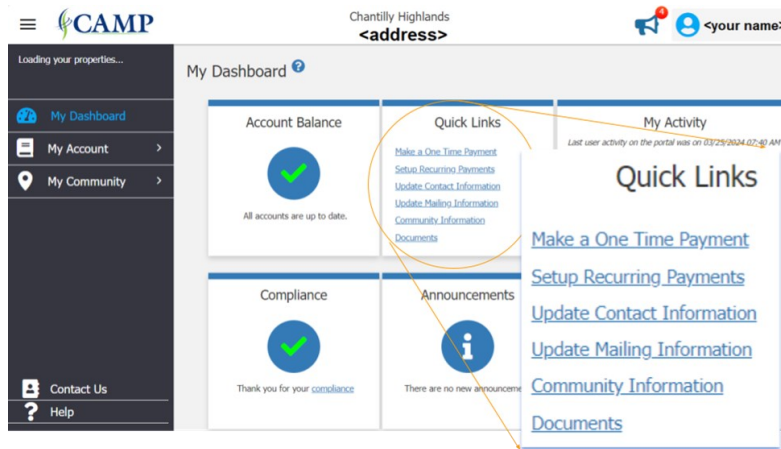 CAMP
Chantilly Highlands
<address>
4
<your name>
Loading your properties...
My Dashboard
My Account
My Community
Contact Us
Help
My Dashboard ?
Account Balance
All accounts are up to date.
Quick Links
Make a One Time Payment
Setup Recurring Payments
Update Contact Information
Update Mailing Information
Community Information
Documents
My Activity
Last user activity on the portal was on 03/25/2024 07:40 AM
Compliance
Thank you for your compliance
Announcements
There are no new announceme
Quick Links
Make a One Time Payment
Setup Recurring Payments
Update Contact Information
Update Mailing Information
Community Information
Documents